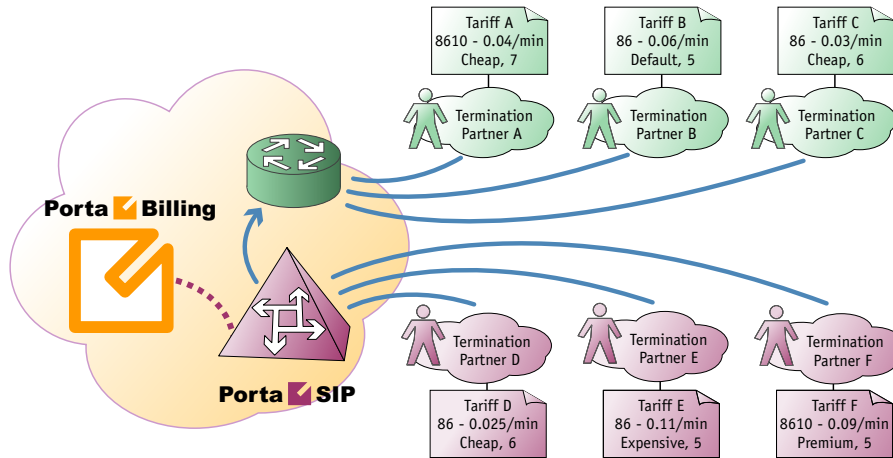 Tariff A
8610 - 0.04/min
Cheap, 7
Tariff B
86 - 0.06/min
Default, 5
Tariff C
86 - 0.03/min
Cheap, 6
Termination
Partner A
Termination
Partner B
Termination
Partner C
Porta Billing
Porta SIP
Termination
Partner D
Termination
Partner E
Termination
Partner F
Tariff D
86 - 0.025/min
Cheap, 6
Tariff E
86 - 0.11/min
Expensive, 5
Tariff F
8610 - 0.09/min
Premium, 5